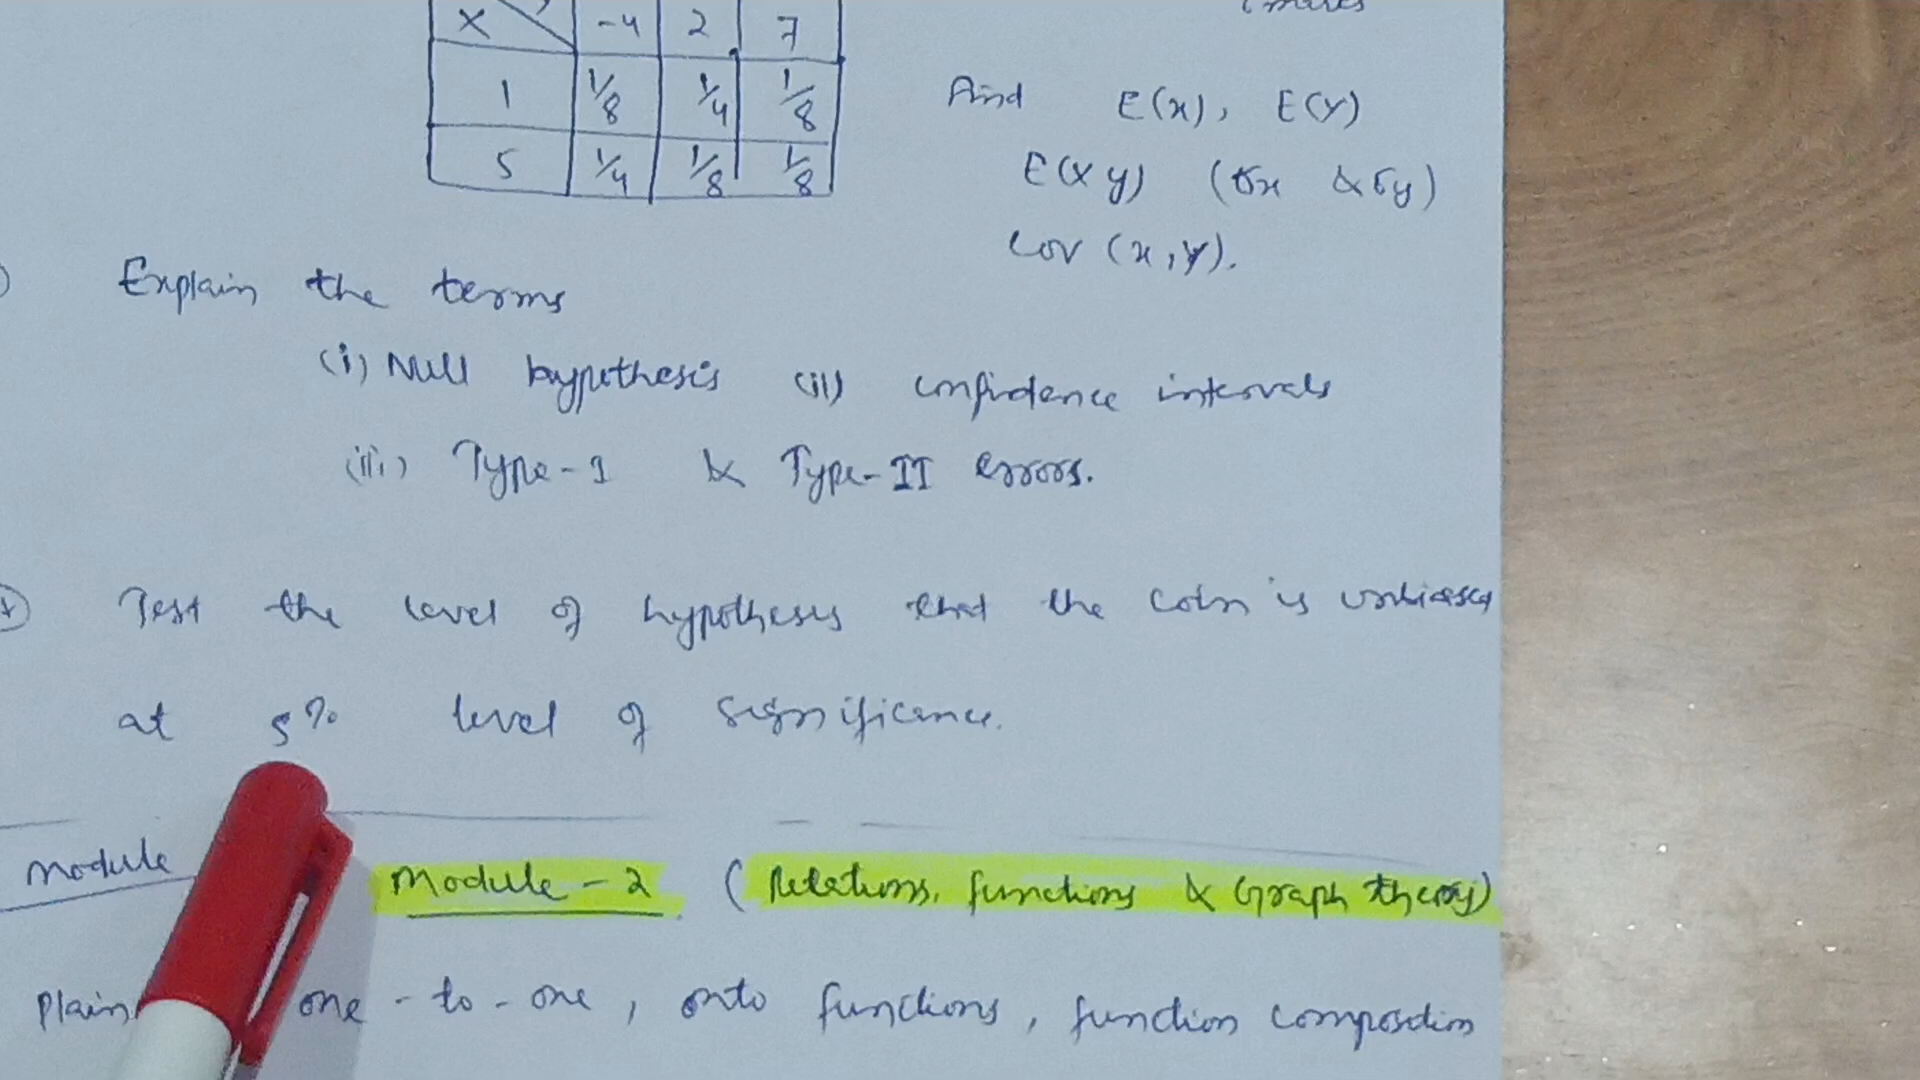 X -4 2 7
1 1/8 1/4 1/8
5 1/4 1/8 1/8
Find E(x), E(Y)
E(XY) (σx & σy)
Cov (x,Y).
Explain the terms
(i) Null hypothesis (ii) confidence intervals
(iii) Type-I & Type-II errors.
Test the level of hypothesis that the coin is unbiased
at 5% level of significance.
Module Module-2 (Relations, functions & Graph theory)
plain one-to-one, onto functions, function composition